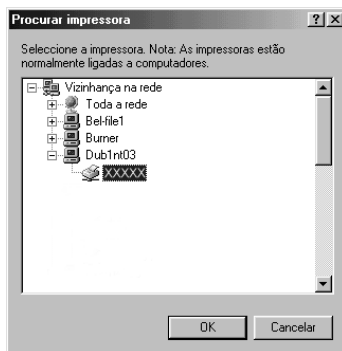 Procurar impressora
Seleccione a impressora. Nota: As impressoras estão
normalmente ligadas a computadores.
Vizinhança na rede
Toda a rede
Bel-file1
Burner
Dub1nt03
XXXXX
OK
Cancelar